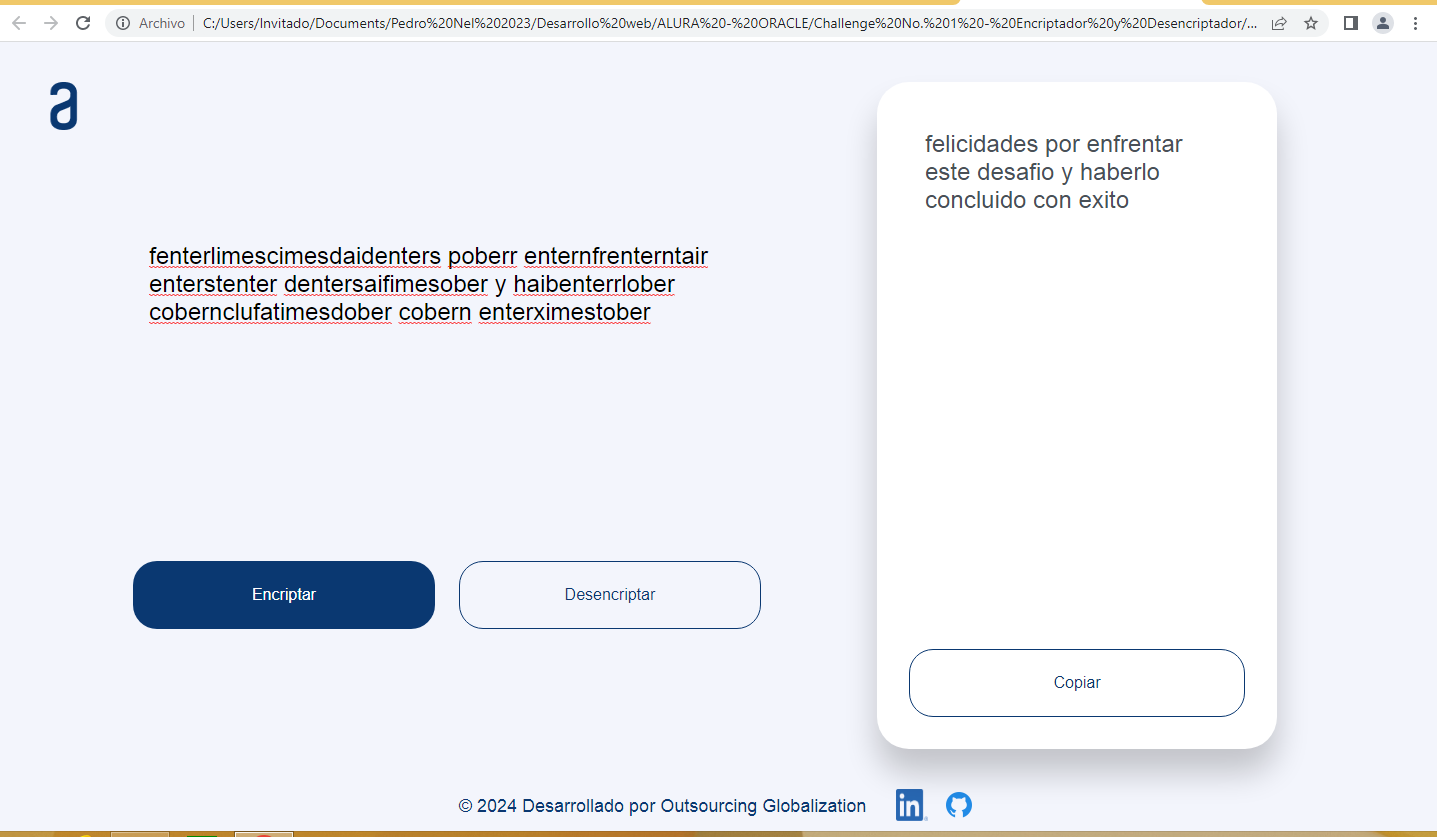 Archivo C:/Users/Invitado/Documents/Pedro%20Nel%202023/Desarrollo%20web/ALURA%20-%20ORACLE/Challenge%20No.%201%20-%20Encriptador%20y%20Desencriptador/...
a
fenterlimescimesdaidenters poberr enternfrenterntair
enterstenter dentersaifimesober y haibenterrlober
cobernclufatimesdober cobern enterximestober
Encriptar
Desencriptar
felicidades por enfrentar
este desafio y haberlo
concluido con exito
Copiar
© 2024 Desarrollado por Outsourcing Globalization
in